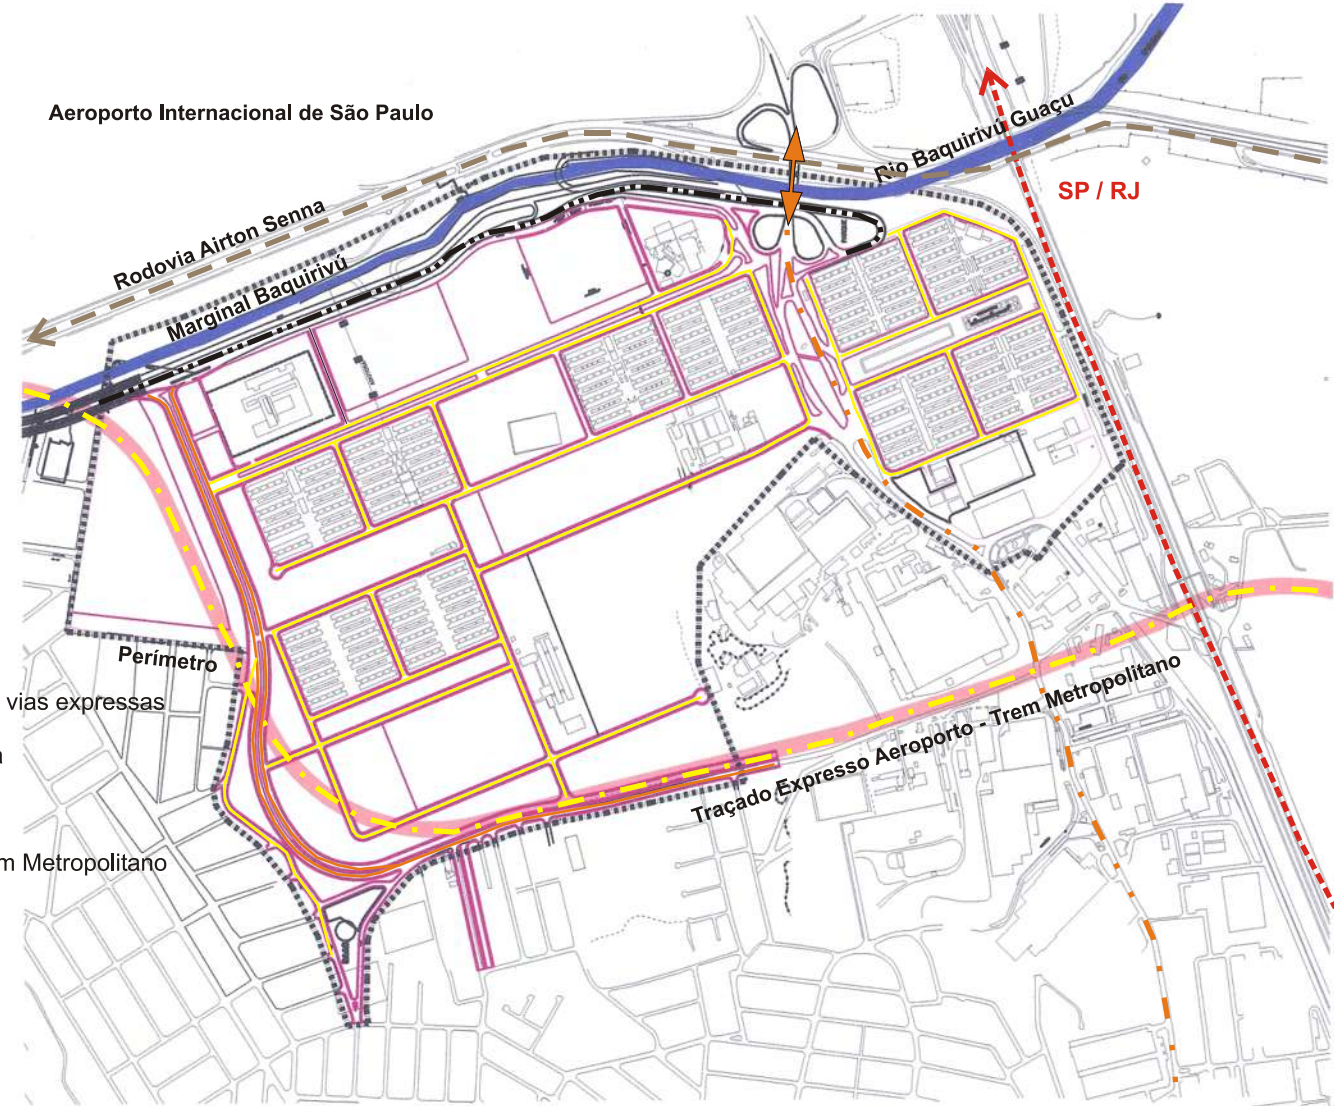 Aeroporto Internacional de São Paulo
Rio Baquirivú Guaçu
SP / RJ
Rodovia Airton Senna
Marginal Baquirivú
Perímetro
vias expressas
m Metropolitano
Traçado Expresso Aeroporto - Trem Metropolitano